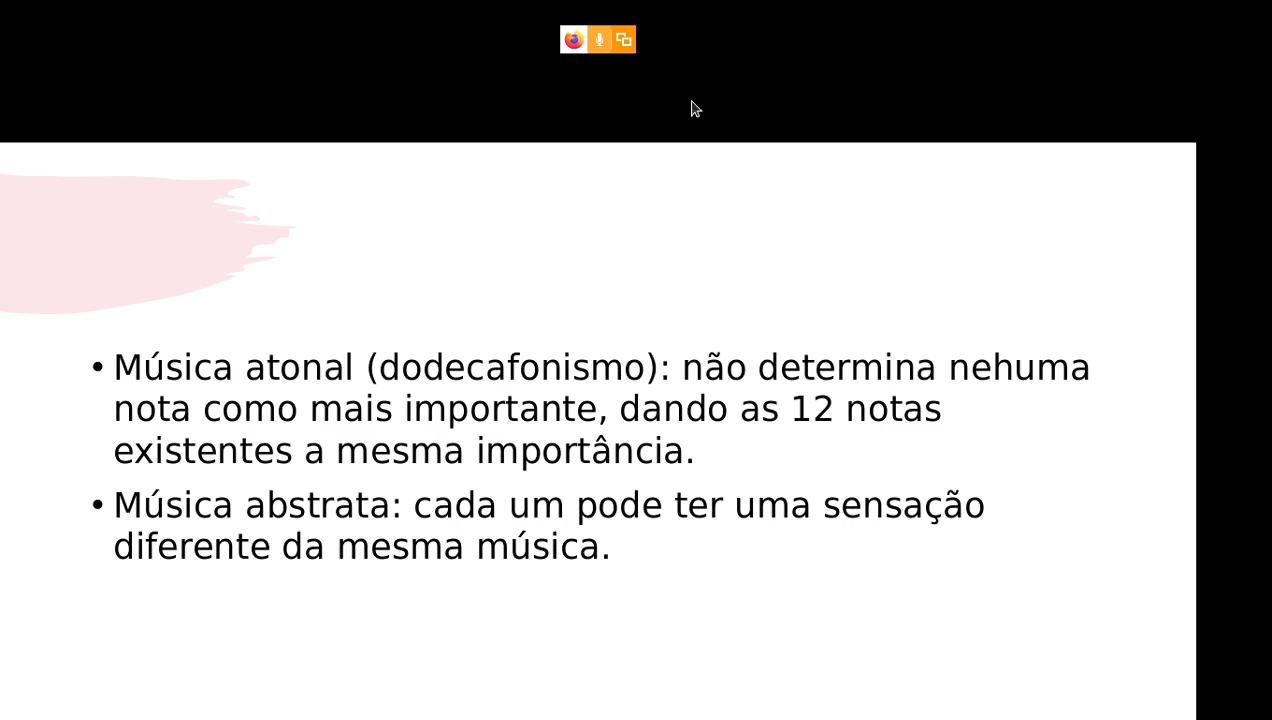 • Música atonal (dodecafonismo): não determina nehuma
nota como mais importante, dando as 12 notas
existentes a mesma importância.
• Música abstrata: cada um pode ter uma sensação
diferente da mesma música.